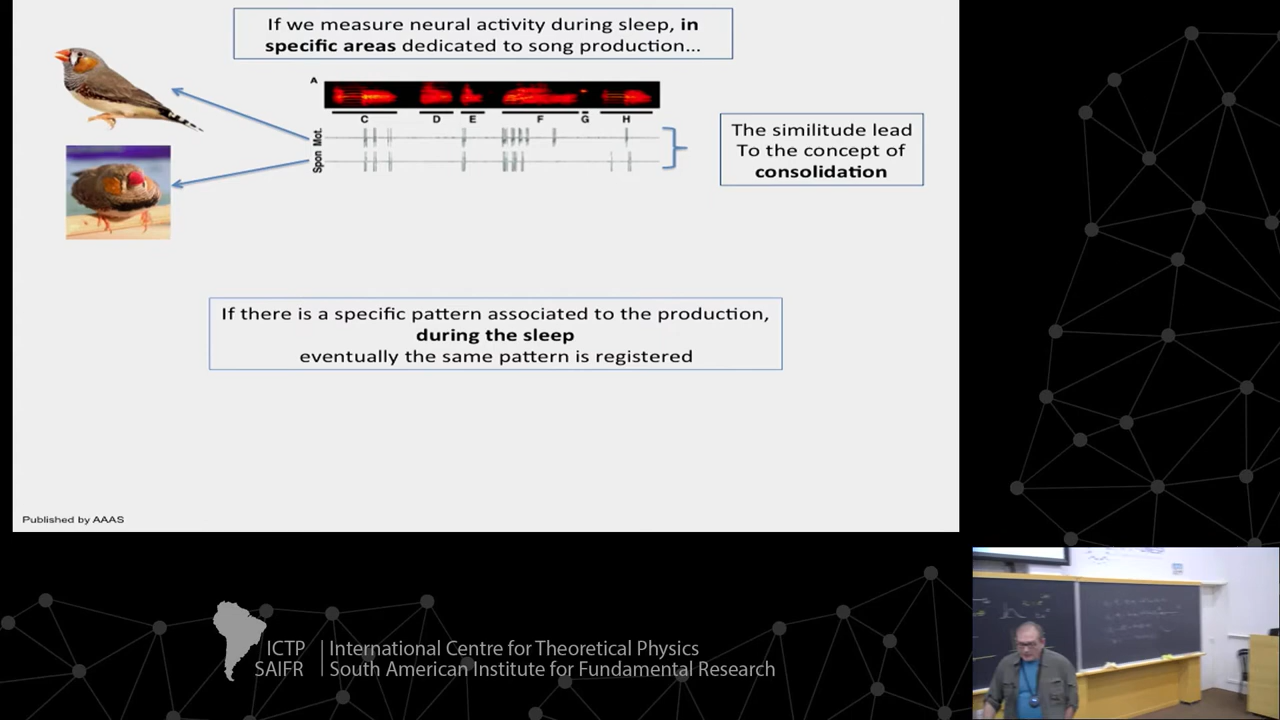 If we measure neural activity during sleep, in
specific areas dedicated to song production...
A
C D E F G H
Mot.
Spon
The similitude lead
To the concept of
consolidation
If there is a specific pattern associated to the production,
during the sleep
eventually the same pattern is registered
Published by AAAS
ICTP International Centre for Theoretical Physics
SAIFR South American Institute for Fundamental Research